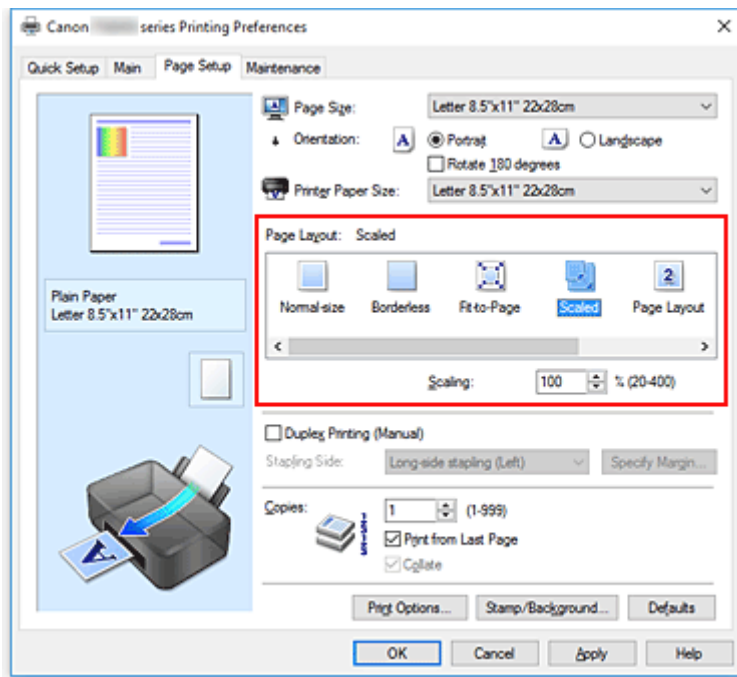 Canon series Printing Preferences
Quick Setup Main Page Setup Maintenance
Page Size: Letter 8.5"x11" 22x28cm
Orientation: A Portrait A Landscape
Rotate 180 degrees
Printer Paper Size: Letter 8.5"x11" 22x28cm
Page Layout: Scaled
Normal-size Borderless Fit-to-Page Scaled 2 Page Layout
Scaling: 100 % (20-400)
Plain Paper
Letter 8.5"x11" 22x28cm
Duplex Printing (Manual)
Stapling Side: Long-side stapling (Left) Specify Margin...
Copies: 1 (1-999)
Print from Last Page
Collate
A
Print Options... Stamp/Background... Defaults
OK Cancel Apply Help